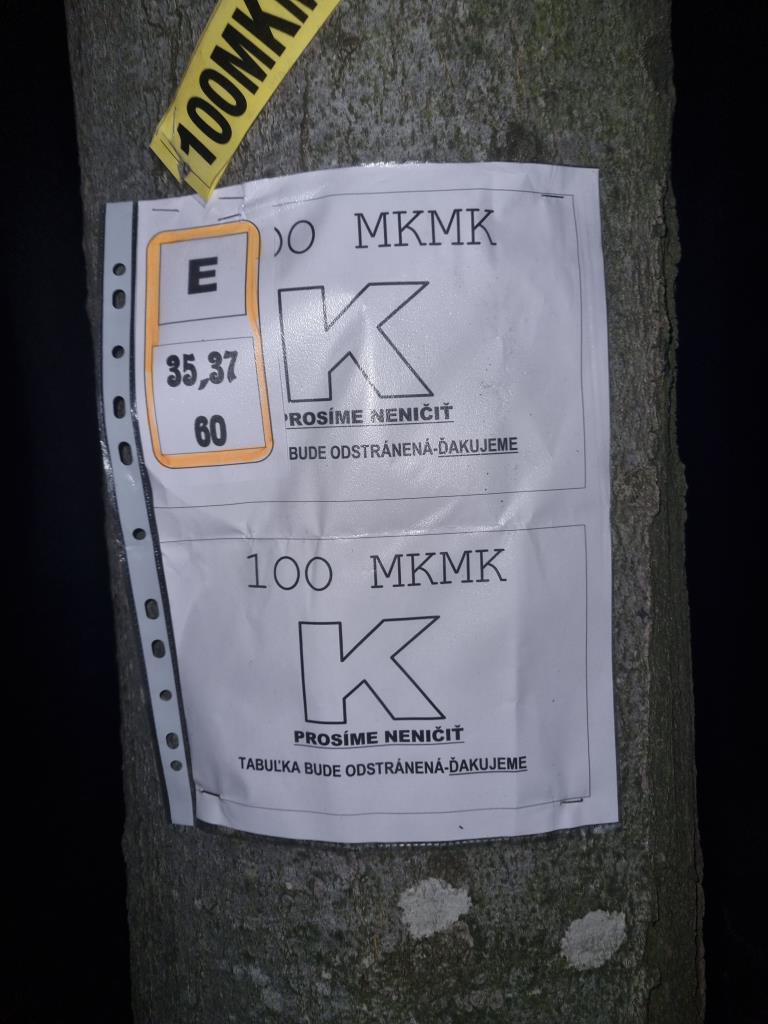 100MK
E
35,37
60
00 MKMK
K
PROSÍME NENIČIŤ
BUDE ODSTRÁNENÁ-ĎAKUJEME
100 MKMK
K
PROSÍME NENIČIŤ
TABUĽKA BUDE ODSTRÁNENÁ-ĎAKUJEME